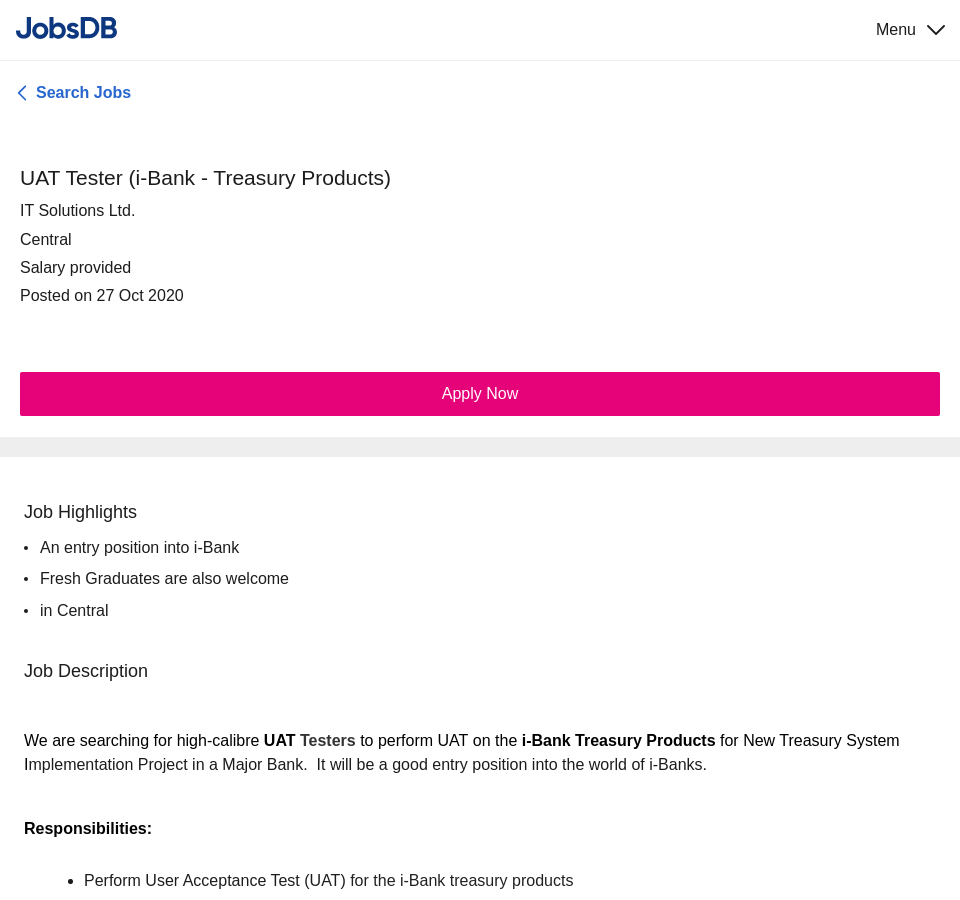 JobsDB
Menu
Search Jobs
UAT Tester (i-Bank - Treasury Products)
IT Solutions Ltd.
Central
Salary provided
Posted on 27 Oct 2020
Apply Now
Job Highlights
• An entry position into i-Bank
• Fresh Graduates are also welcome
• in Central
Job Description
We are searching for high-calibre UAT Testers to perform UAT on the i-Bank Treasury Products for New Treasury System
Implementation Project in a Major Bank.  It will be a good entry position into the world of i-Banks.
Responsibilities:
• Perform User Acceptance Test (UAT) for the i-Bank treasury products